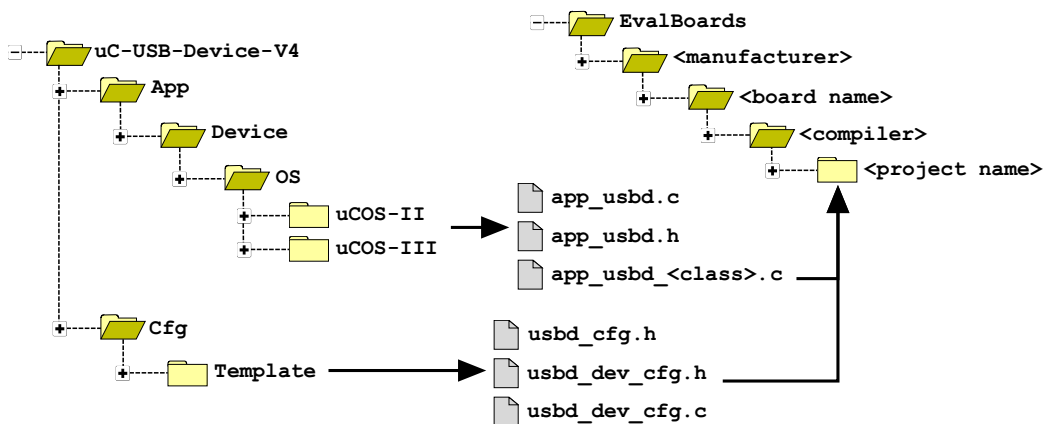 uC-USB-Device-V4
App
Device
OS
uCOS-II
uCOS-III
Cfg
Template
app_usbd.c
app_usbd.h
app_usbd_<class>.c
usbd_cfg.h
usbd_dev_cfg.h
usbd_dev_cfg.c
EvalBoards
<manufacturer>
<board name>
<compiler>
<project name>